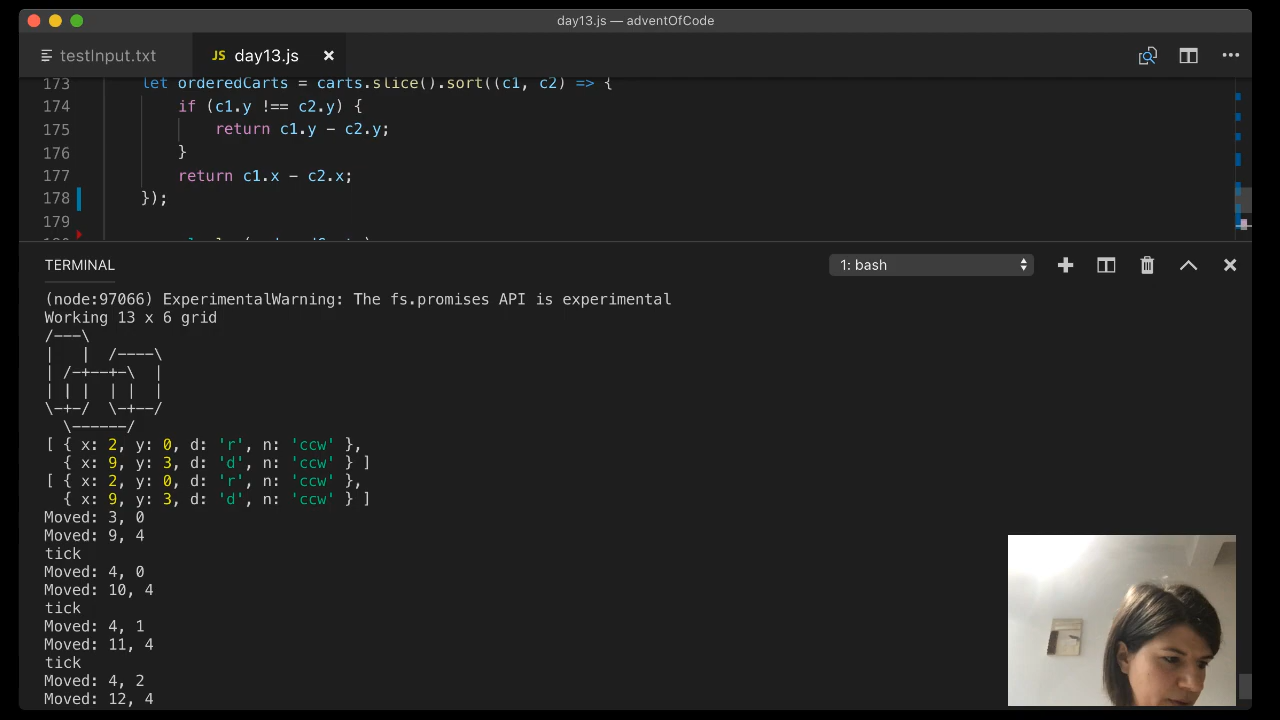 day13.js — adventOfCode
testInput.txt
JS day13.js ×
173 let orderedCarts = carts.slice().sort((c1, c2) => {
174 if (c1.y !== c2.y) {
175 return c1.y - c2.y;
176 }
177 return c1.x - c2.x;
178 });
179
TERMINAL
1: bash
(node:97066) ExperimentalWarning: The fs.promises API is experimental
Working 13 x 6 grid
/---\
|   |  /----\
| /-+--+-\  |
| | |  | |  |
\-+-/  \-+--/
  \------/
[ { x: 2, y: 0, d: 'r', n: 'ccw' },
  { x: 9, y: 3, d: 'd', n: 'ccw' } ]
[ { x: 2, y: 0, d: 'r', n: 'ccw' },
  { x: 9, y: 3, d: 'd', n: 'ccw' } ]
Moved: 3, 0
Moved: 9, 4
tick
Moved: 4, 0
Moved: 10, 4
tick
Moved: 4, 1
Moved: 11, 4
tick
Moved: 4, 2
Moved: 12, 4